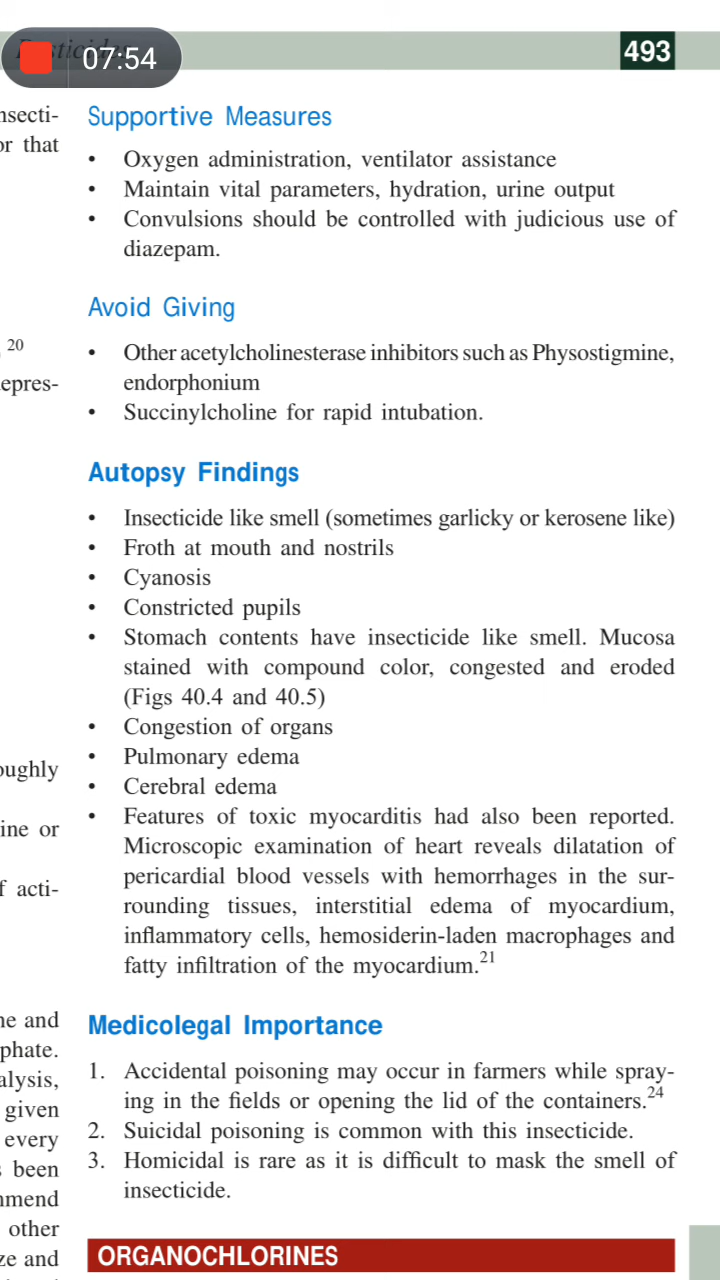 Pesticides
07:54
493
nsecti-
or that
20
epres-
oughly
ine or
f acti-
ne and
phate.
alysis,
given
every
been
nmend
other
ze and
Supportive Measures
• Oxygen administration, ventilator assistance
• Maintain vital parameters, hydration, urine output
• Convulsions should be controlled with judicious use of
diazepam.
Avoid Giving
• Other acetylcholinesterase inhibitors such as Physostigmine,
endorphonium
• Succinylcholine for rapid intubation.
Autopsy Findings
• Insecticide like smell (sometimes garlicky or kerosene like)
• Froth at mouth and nostrils
• Cyanosis
• Constricted pupils
• Stomach contents have insecticide like smell. Mucosa
stained with compound color, congested and eroded
(Figs 40.4 and 40.5)
• Congestion of organs
• Pulmonary edema
• Cerebral edema
• Features of toxic myocarditis had also been reported.
Microscopic examination of heart reveals dilatation of
pericardial blood vessels with hemorrhages in the sur-
rounding tissues, interstitial edema of myocardium,
inflammatory cells, hemosiderin-laden macrophages and
fatty infiltration of the myocardium.21
Medicolegal Importance
1. Accidental poisoning may occur in farmers while spray-
ing in the fields or opening the lid of the containers.24
2. Suicidal poisoning is common with this insecticide.
3. Homicidal is rare as it is difficult to mask the smell of
insecticide.
ORGANOCHLORINES